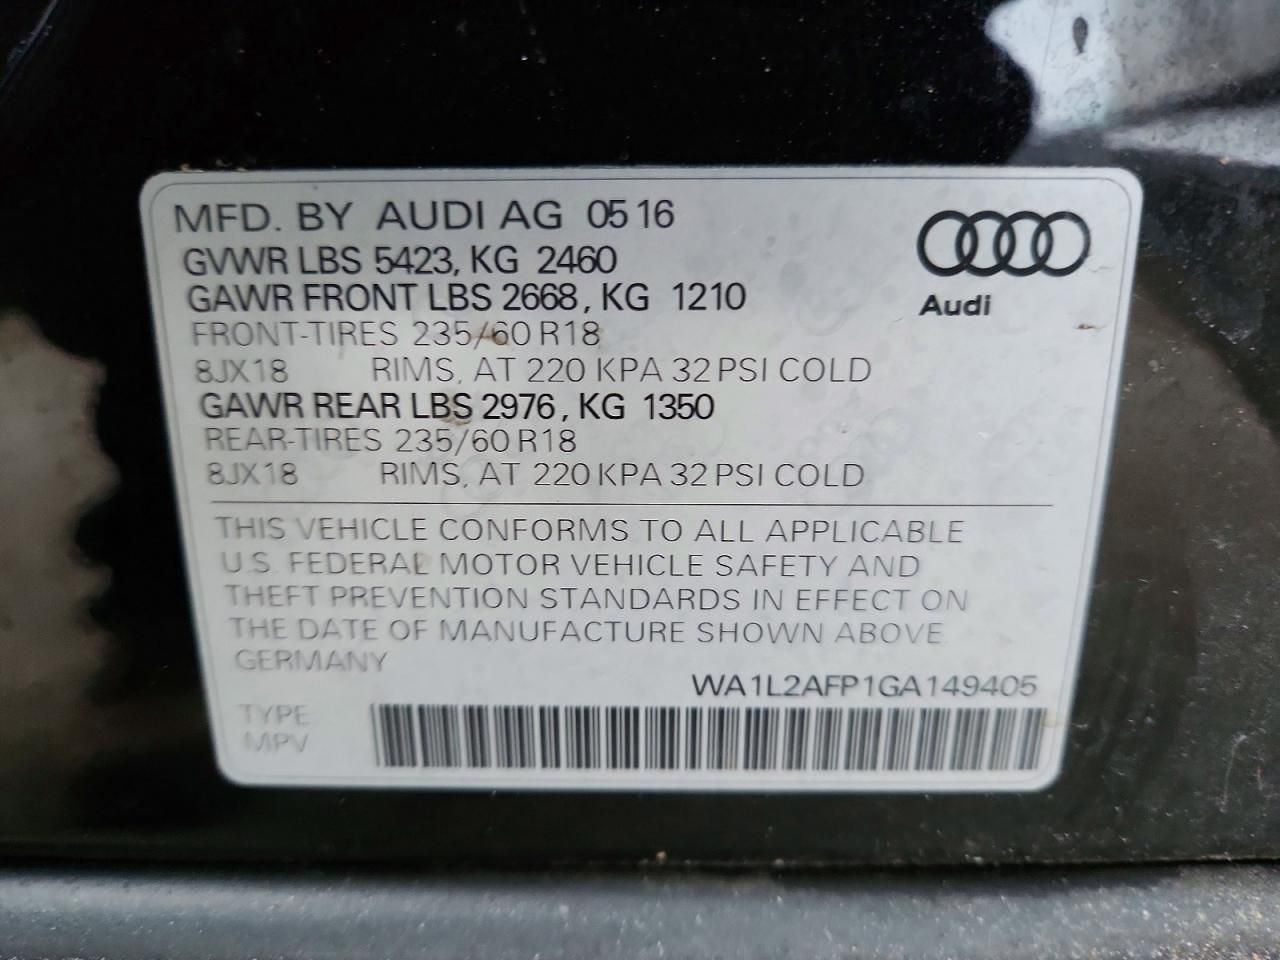 MFD. BY AUDI AG 05 16
GVWR LBS 5423, KG 2460
GAWR FRONT LBS 2668, KG 1210
FRONT-TIRES 235/60 R18
8JX18 RIMS, AT 220 KPA 32 PSI COLD
GAWR REAR LBS 2976, KG 1350
REAR-TIRES 235/60 R18
8JX18 RIMS, AT 220 KPA 32 PSI COLD
Audi
THIS VEHICLE CONFORMS TO ALL APPLICABLE
U.S. FEDERAL MOTOR VEHICLE SAFETY AND
THEFT PREVENTION STANDARDS IN EFFECT ON
THE DATE OF MANUFACTURE SHOWN ABOVE
GERMANY
WA1L2AFP1GA149405
TYPE
MPV